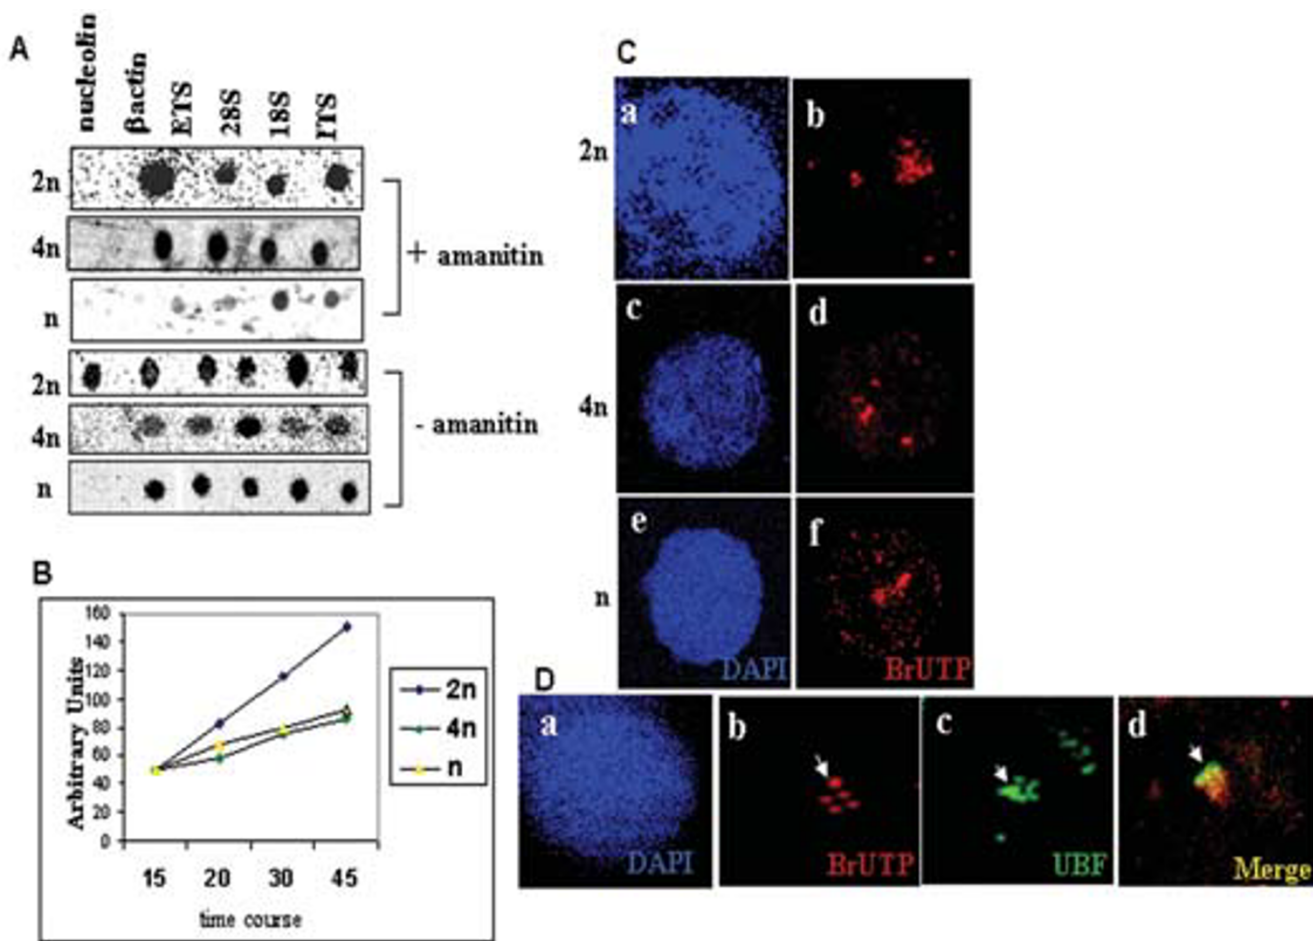 A
nucleolin
βactin
ETS
28S
18S
ITS
2n
4n
n
+ amanitin
2n
4n
n
- amanitin
B
160
140
120
100
80
60
40
20
0
Arbitrary Units
15 20 30 45
time course
2n
4n
n
C
2n
a
b
4n
c
d
n
e
f
DAPI
BrUTP
D
a
b
c
d
DAPI
BrUTP
UBF
Merge